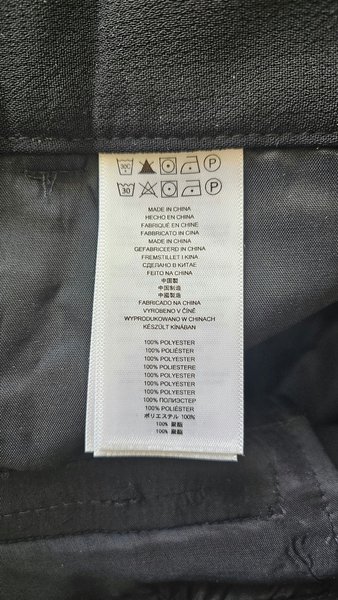 30°C P
30 P
MADE IN CHINA
HECHO EN CHINA
FABRIQUÉ EN CHINE
FABBRICATO IN CINA
MADE IN CHINA
GEFABRICEERD IN CHINA
FREMSTILLET I KINA
СДЕЛАНО В КИТАЕ
FEITO NA CHINA
中国製
中国制造
中國製造
FABRICADO NA CHINA
VYROBENO V ČÍNĚ
WYPRODUKOWANO W CHINACH
KÉSZÜLT KÍNÁBAN
100% POLYESTER
100% POLIÉSTER
100% POLYESTER
100% POLIESTERE
100% POLYESTER
100% POLYESTER
100% POLYESTER
100% ПОЛИЭСТЕР
100% POLIÉSTER
ポリエステル 100%
100% 聚酯
100% 聚酯